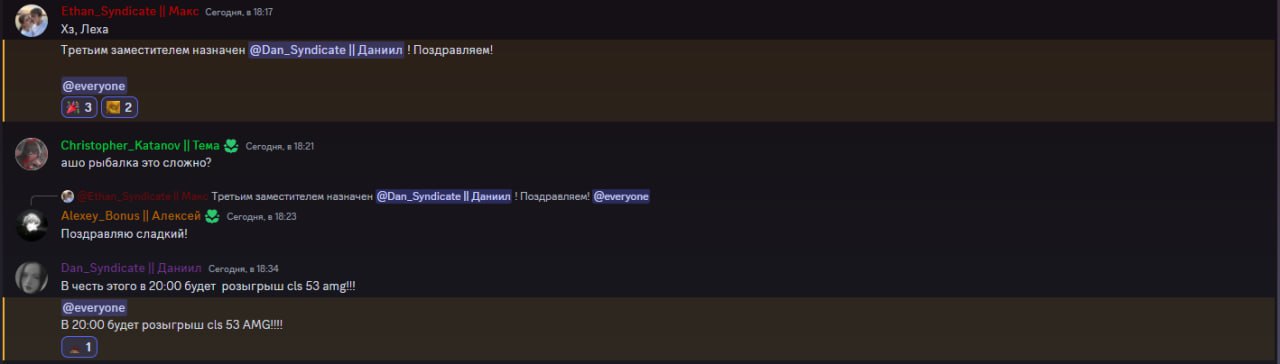 Ethan_Syndicate || Макс Сегодня, в 18:17
Хз, Леха
Третьим заместителем назначен @Dan_Syndicate || Даниил ! Поздравляем!
@everyone
3 2
Christopher_Katanov || Тема Сегодня, в 18:21
ашо рыбалка это сложно?
@Ethan_Syndicate || Макс Третьим заместителем назначен @Dan_Syndicate || Даниил ! Поздравляем! @everyone
Alexey_Bonus || Алексей Сегодня, в 18:23
Поздравляю сладкий!
Dan_Syndicate || Даниил Сегодня, в 18:34
В честь этого в 20:00 будет розыгрыш cls 53 amg!!!
@everyone
В 20:00 будет розыгрыш cls 53 AMG!!!!
1